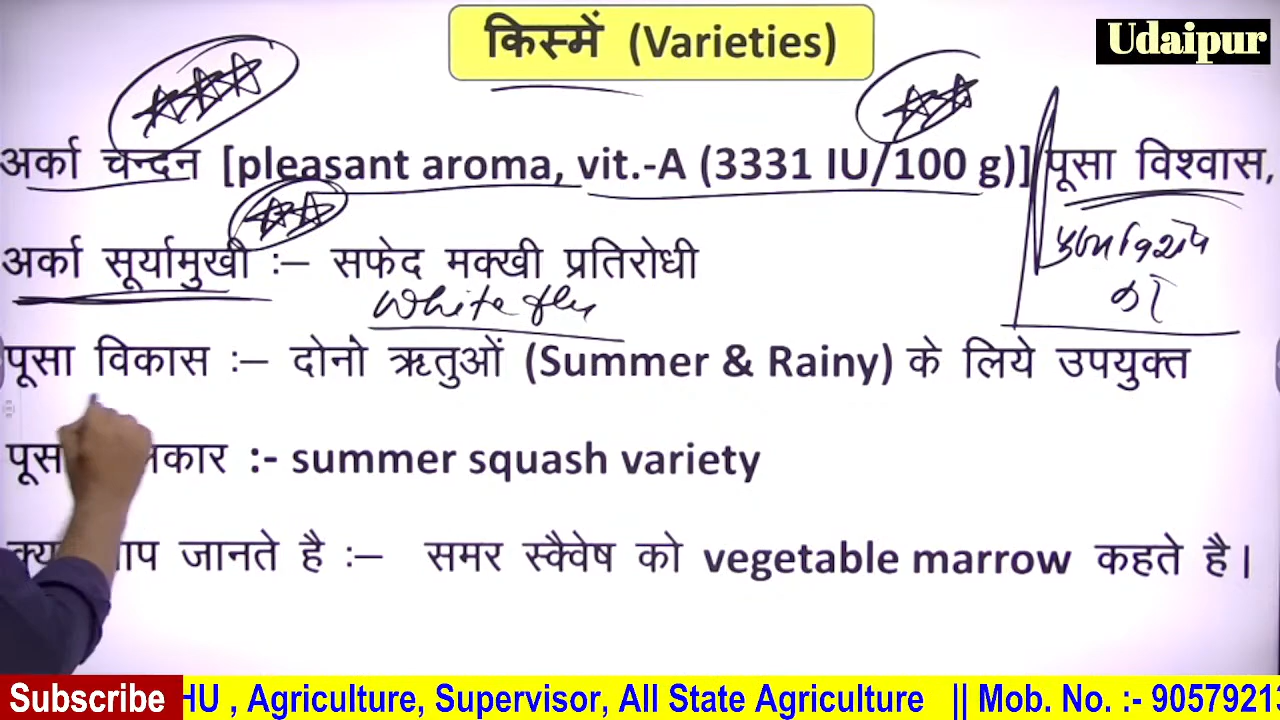 किस्में (Varieties)
Udaipur
अर्का चन्दन [pleasant aroma, vit.-A (3331 IU/100 g)] पूसा विश्वास,
अर्का सूर्यामुखी :– सफेद मक्खी प्रतिरोधी
White fly
पूसा विकास :– दोनो ऋतुओं (Summer & Rainy) के लिये उपयुक्त
:- summer squash variety
जानते है :– समर स्क्वैेष को vegetable marrow कहते है।
Subscribe
HU , Agriculture, Supervisor, All State Agriculture || Mob. No. :- 9057921